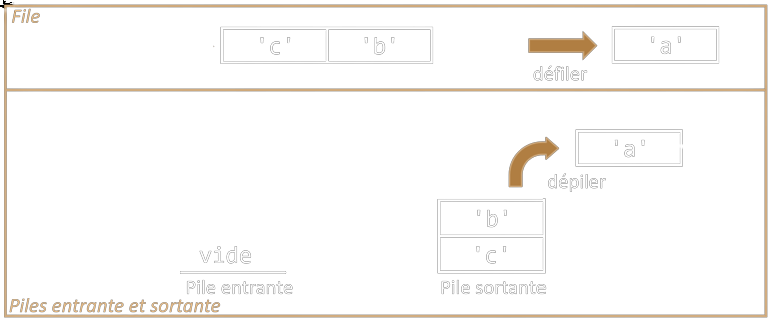 File
'c' 'b' 'a'
défiler
'a'
dépiler
'b'
vide 'c'
Pile entrante Pile sortante
Piles entrante et sortante